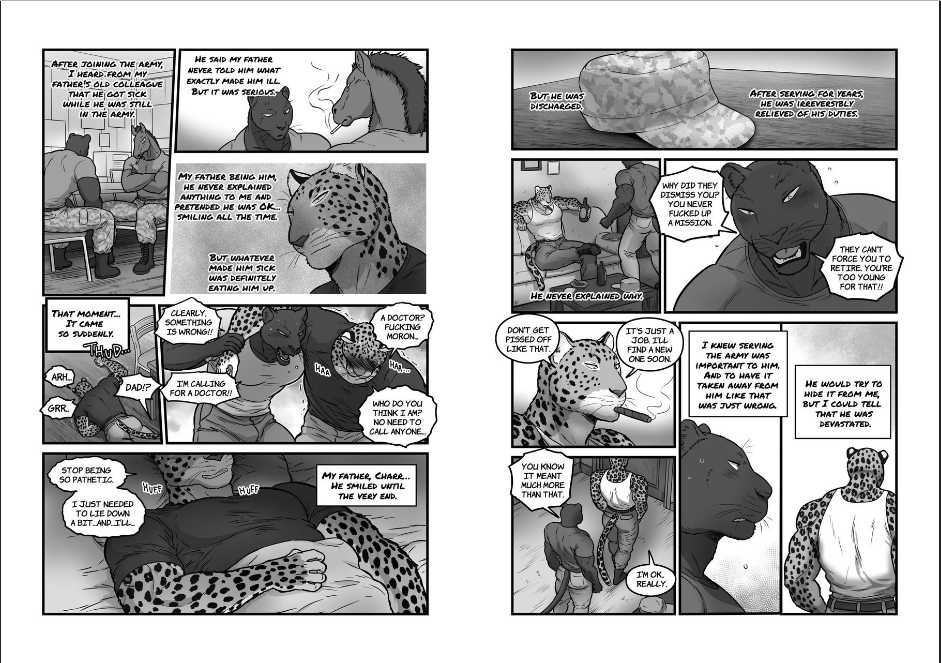 AFTER JOINING THE ARMY,
I HEARD FROM MY
FATHER'S OLD COLLEAGUE
THAT HE GOT SICK
WHILE HE WAS STILL
IN THE ARMY.
HE SAID MY FATHER
NEVER TOLD HIM WHAT
EXACTLY MADE HIM ILL.
BUT IT WAS SERIOUS.
MY FATHER BEING HIM,
HE NEVER EXPLAINED
ANYTHING TO ME AND
PRETENDED HE WAS OK...
SMILING ALL THE TIME.
BUT WHATEVER
MADE HIM SICK
WAS DEFINITELY
EATING HIM UP.
THAT MOMENT...
IT CAME
SO SUDDENLY.
THUD...
ARH...
DAD!?
GRR..
CLEARLY,
SOMETHING
IS WRONG!!
I'M CALLING
FOR A DOCTOR!!
HAA
HAA...
A DOCTOR?
FUCKING
MORON...
WHO DO YOU
THINK I AM?
NO NEED TO
CALL ANYONE...
STOP BEING
SO PATHETIC.
I JUST NEEDED
TO LIE DOWN
A BIT...AND...I'LL...
HUFF
HUFF
MY FATHER, CHARR...
HE SMILED UNTIL
THE VERY END.
BUT HE WAS
DISCHARGED.
AFTER SERVING FOR YEARS,
HE WAS IRREVERSIBLY
RELIEVED OF HIS DUTIES.
HE NEVER EXPLAINED WHY.
WHY DID THEY
DISMISS YOU?
YOU NEVER
FUCKED UP
A MISSION.
THEY CAN'T
FORCE YOU TO
RETIRE. YOU'RE
TOO YOUNG
FOR THAT!!
DON'T GET
PISSED OFF
LIKE THAT.
IT'S JUST A
JOB. I'LL
FIND A NEW
ONE SOON.
YOU KNOW
IT MEANT
MUCH MORE
THAN THAT.
I'M OK,
REALLY.
I KNEW SERVING
THE ARMY WAS
IMPORTANT TO HIM.
AND TO HAVE IT
TAKEN AWAY FROM
HIM LIKE THAT
WAS JUST WRONG.
HE WOULD TRY TO
HIDE IT FROM ME,
BUT I COULD TELL
THAT HE WAS
DEVASTATED.